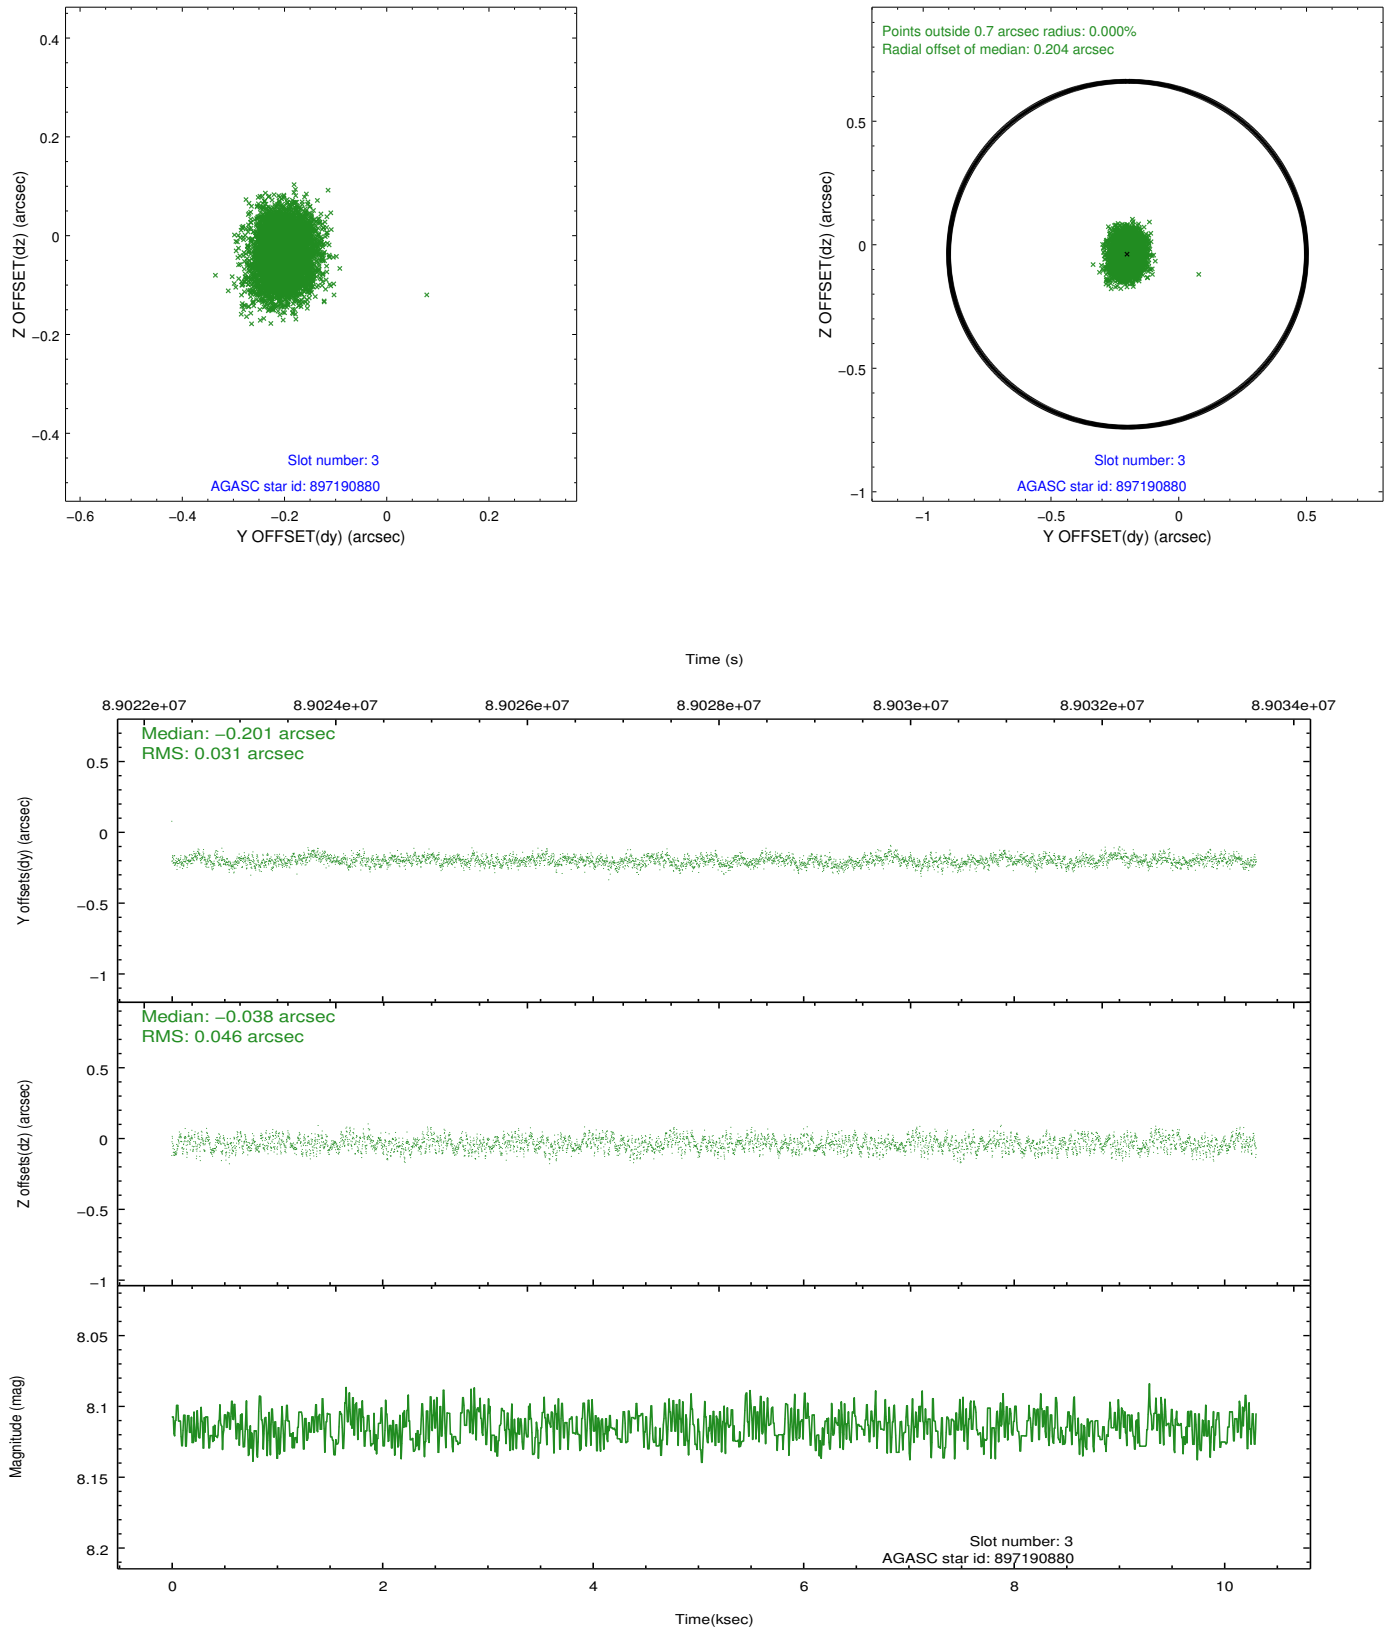 0.4
0.2
0
−0.2
−0.4
Z OFFSET(dz) (arcsec)
Slot number: 3
AGASC star id: 897190880
−0.6
−0.4
−0.2
0
0.2
Y OFFSET(dy) (arcsec)
Points outside 0.7 arcsec radius: 0.000%
Radial offset of median: 0.204 arcsec
0.5
0
−0.5
−1
Z OFFSET(dz) (arcsec)
Slot number: 3
AGASC star id: 897190880
−1
−0.5
0
0.5
Y OFFSET(dy) (arcsec)
Time (s)
8.9022e+07
8.9024e+07
8.9026e+07
8.9028e+07
8.903e+07
8.9032e+07
8.9034e+07
Median: −0.201 arcsec
RMS: 0.031 arcsec
0.5
0
−0.5
−1
Y offsets(dy) (arcsec)
Median: −0.038 arcsec
RMS: 0.046 arcsec
0.5
0
−0.5
−1
Z offsets(dz) (arcsec)
8.05
8.1
8.15
8.2
Magnitude (mag)
Slot number: 3
AGASC star id: 897190880
0
2
4
6
8
10
Time(ksec)